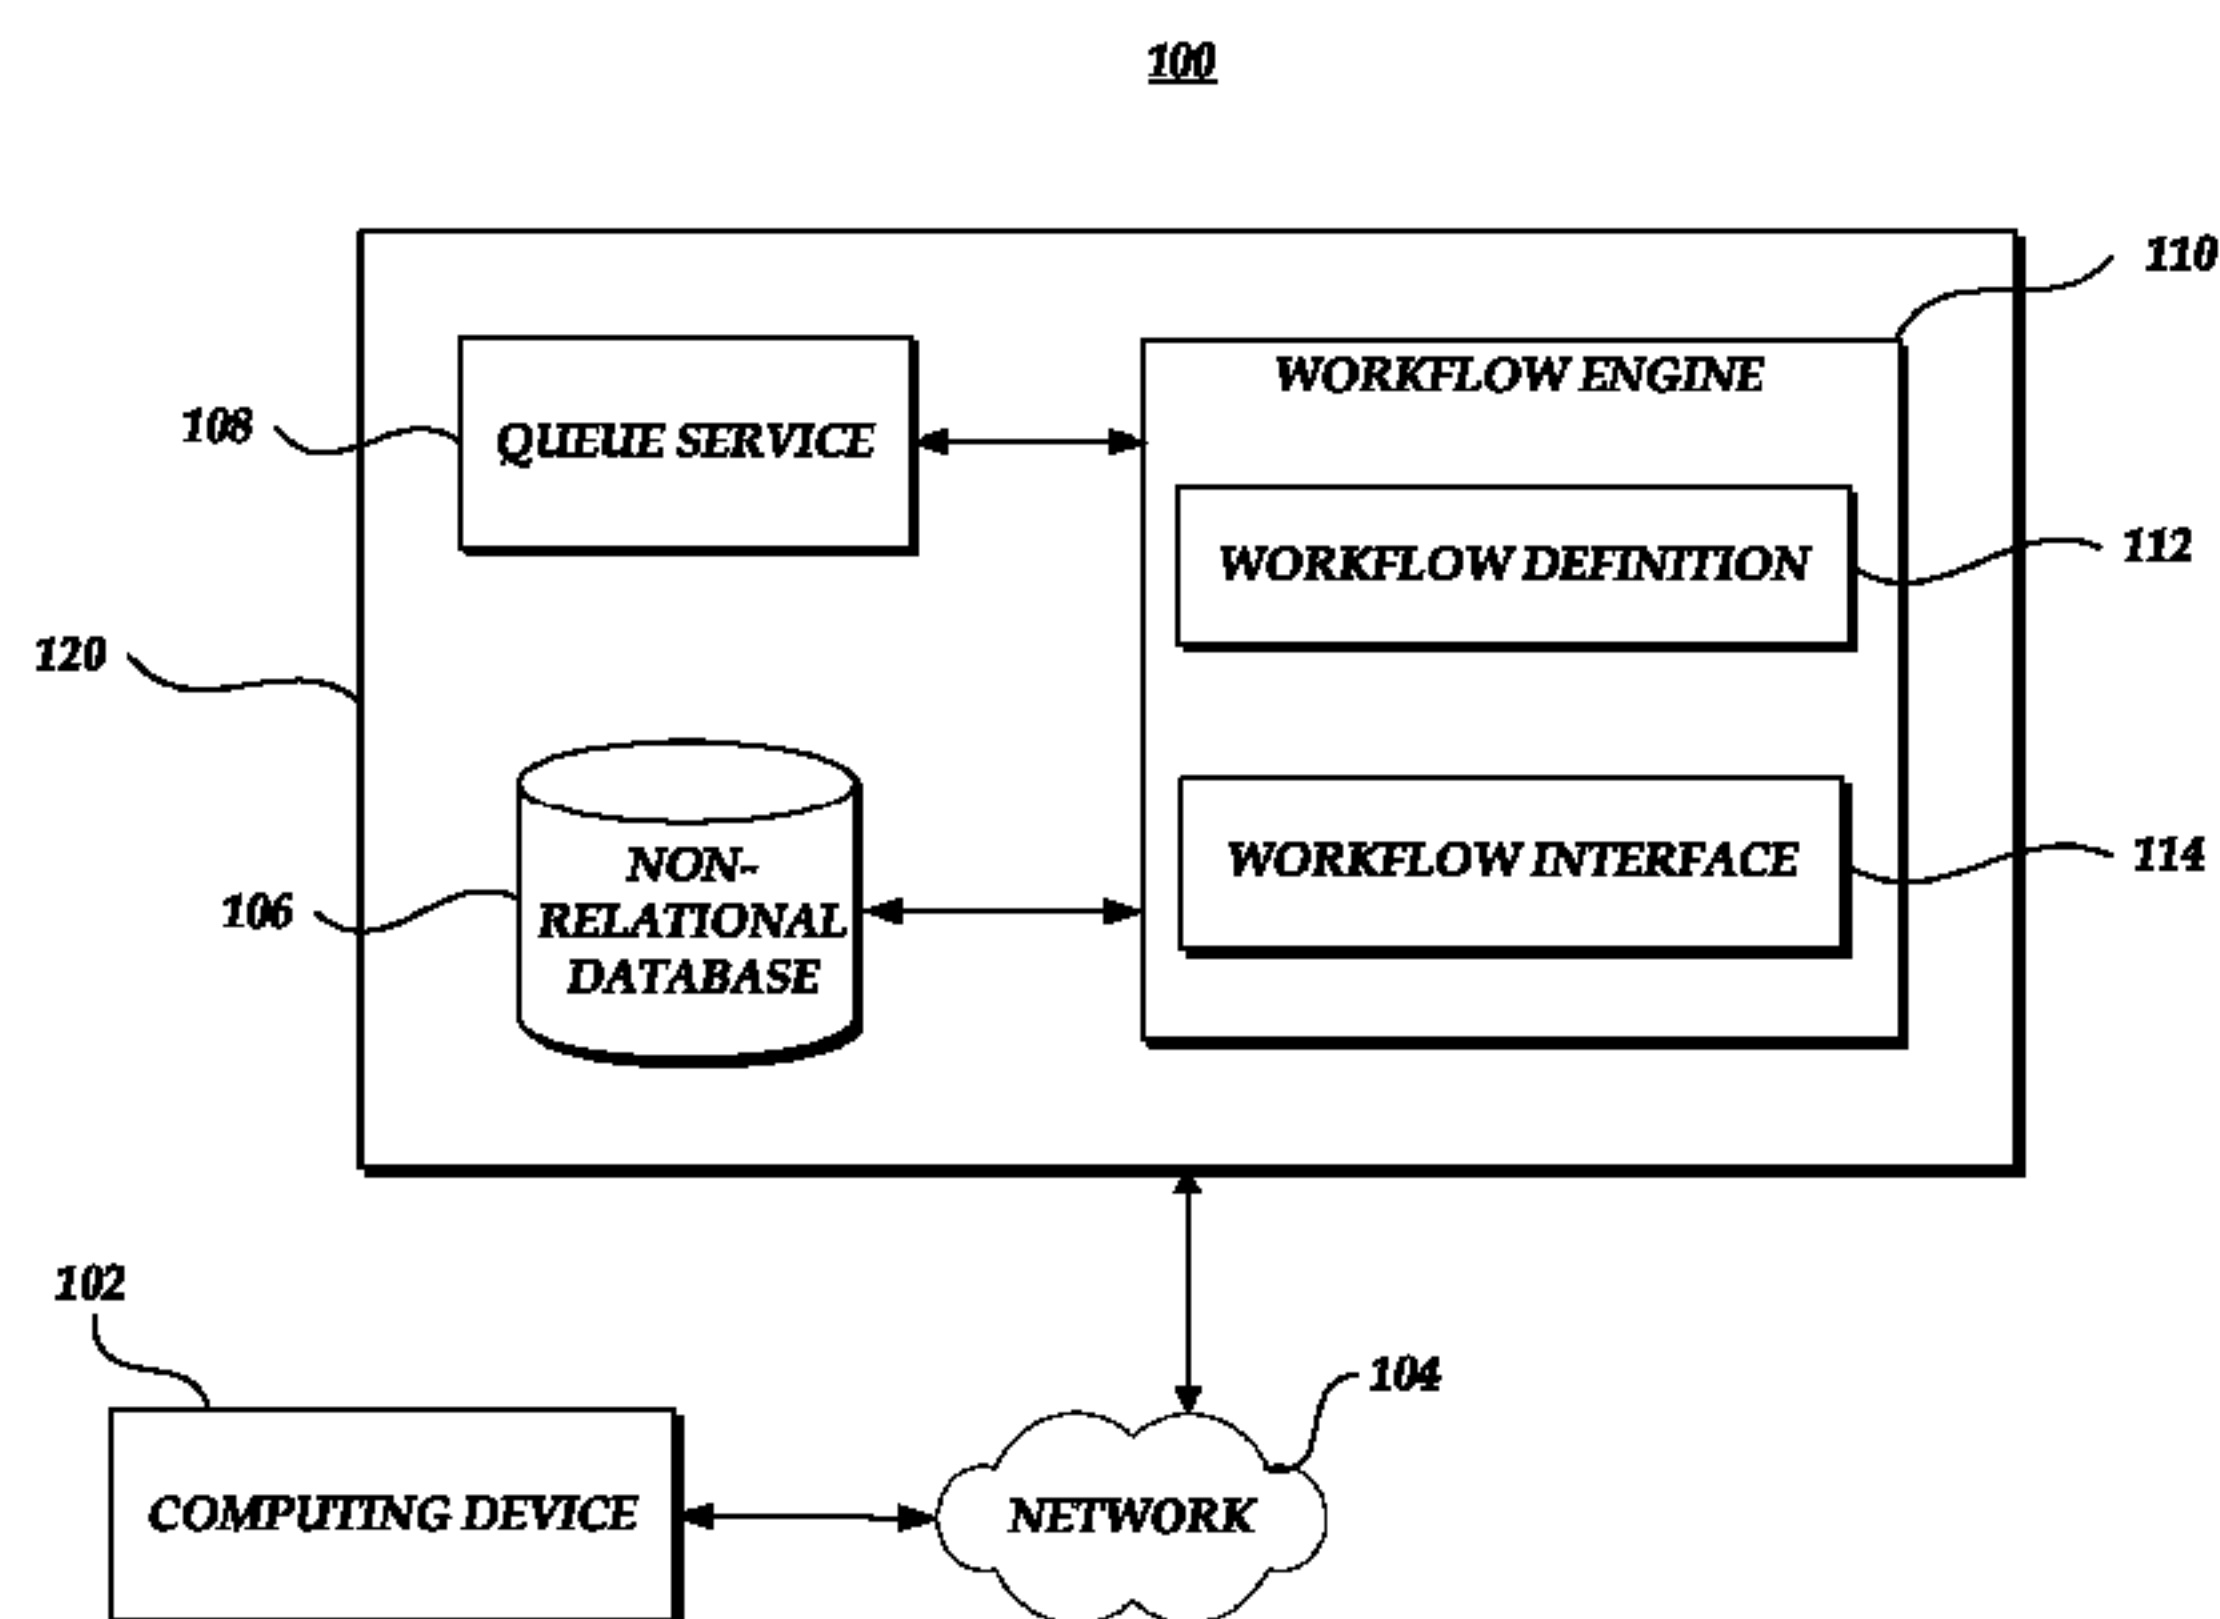 100
110
WORKFLOW ENGINE
108
QUEUE SERVICE
WORKFLOW DEFINITION
112
120
NON-
RELATIONAL
DATABASE
106
WORKFLOW INTERFACE
114
102
104
COMPUTING DEVICE
NETWORK